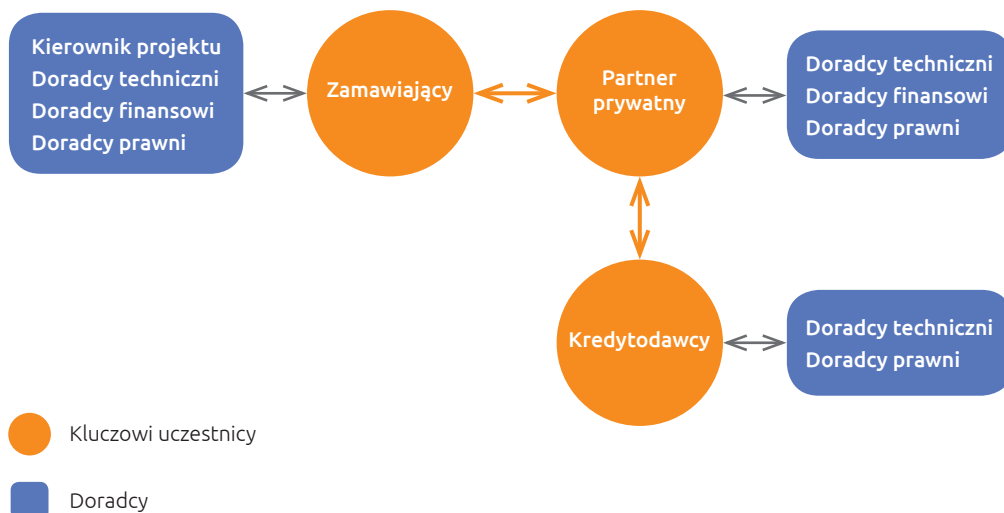 Kierownik projektu
Doradcy techniczni
Doradcy finansowi
Doradcy prawni
Zamawiający
Partner
prywatny
Doradcy techniczni
Doradcy finansowi
Doradcy prawni
Kredytodawcy
Doradcy techniczni
Doradcy prawni
Kluczowi uczestnicy
Doradcy